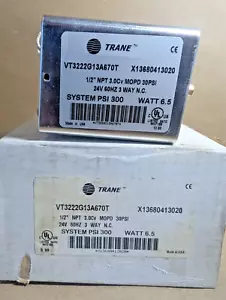 TRANE
VT3222G13A670T X13680413020
1/2" NPT 3.0Cv MOPD 30PSI
24V 60HZ 3 WAY N.C.
SYSTEM PSI 300 WATT 6.5
TRANE
VT3222G13A670T X13680413020
1/2" NPT 3.0Cv MOPD 30PSI
24V 60HZ 3 WAY N.C.
SYSTEM PSI 300 WATT 6.5